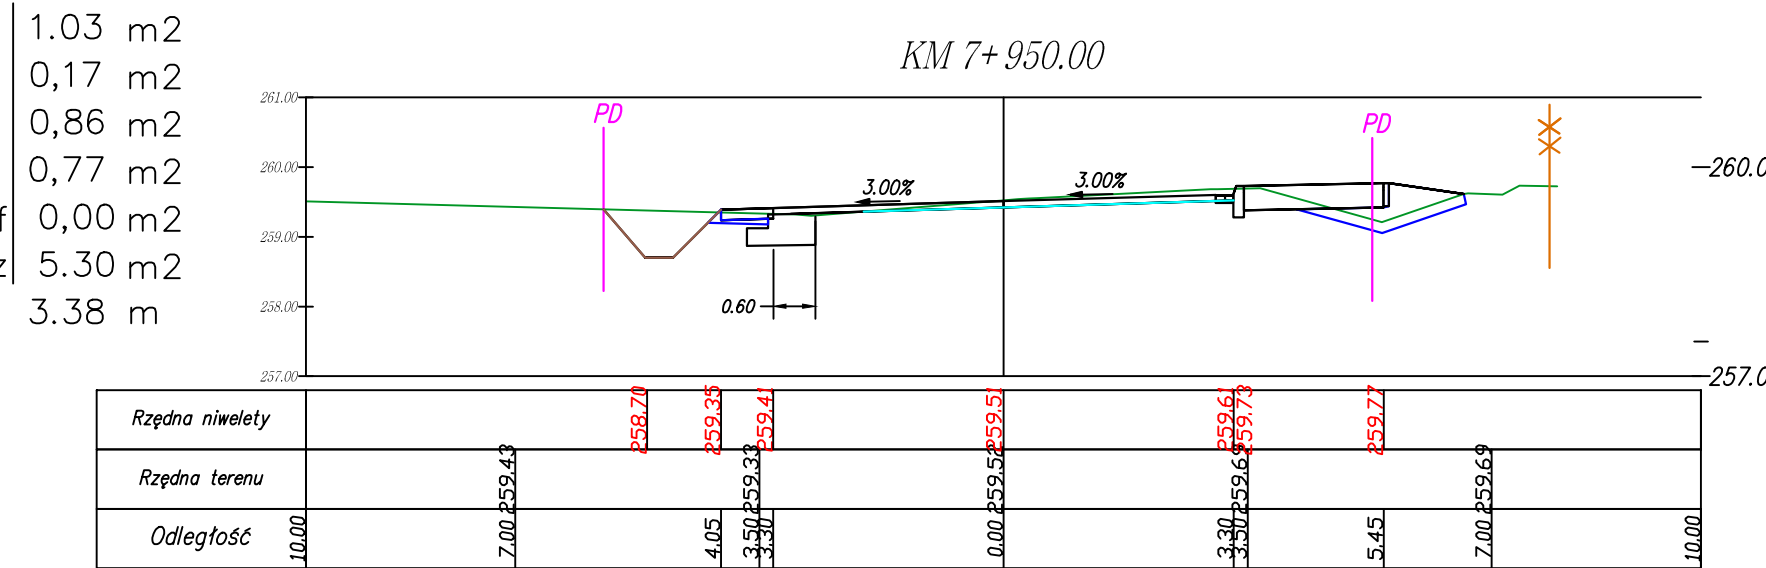 1.03 m2
0,17 m2
0,86 m2
0,77 m2
f 0,00 m2
z 5.30 m2
3.38 m
KM 7+950.00
261.00
260.00
259.00
258.00
257.00
PD
PD
3.00%
3.00%
0.60
260.0
257.0
Rzędna niwelety 258.70 259.35 259.41 259.51 259.61 259.73 259.77
Rzędna terenu 259.43 259.33 259.52 259.69 259.69
Odległość 10.00 7.00 4.05 3.50 3.30 0.00 3.30 3.50 5.45 7.00 10.00